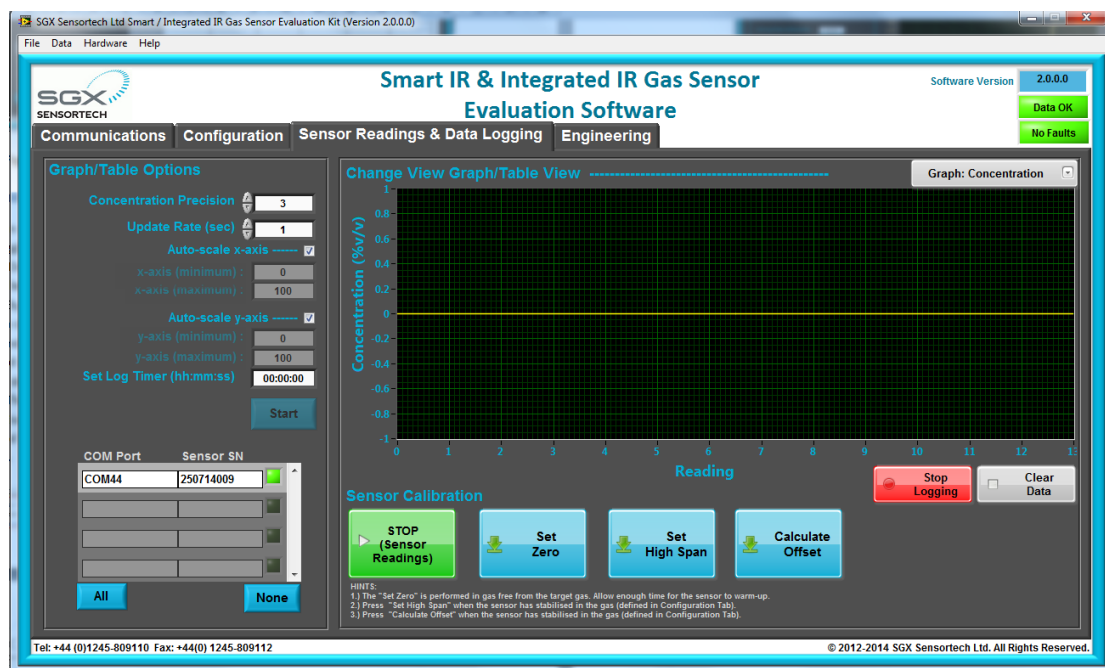 SGX Sensortech Ltd Smart / Integrated IR Gas Sensor Evaluation Kit (Version 2.0.0.0)
File Data Hardware Help
SGX
SENSORTECH
Smart IR & Integrated IR Gas Sensor
Evaluation Software
Software Version 2.0.0.0
Data OK
No Faults
Communications Configuration Sensor Readings & Data Logging Engineering
Graph/Table Options
Concentration Precision 3
Update Rate (sec) 1
Auto-scale x-axis ------
x-axis (minimum) : 0
x-axis (maximum) : 100
Auto-scale y-axis ------
y-axis (minimum) : 0
y-axis (maximum) : 100
Set Log Timer (hh:mm:ss) 00:00:00
Start
COM Port Sensor SN
COM44 250714009
All None
Change View Graph/Table View ----------------------------------------------
Graph: Concentration
Concentration (%v/v)
1
0.8
0.6
0.4
0.2
0
-0.2
-0.4
-0.6
-0.8
-1
0 1 2 3 4 5 6 7 8 9 10 11 12 13
Reading
Stop
Logging
Clear
Data
Sensor Calibration
STOP
(Sensor
Readings)
Set
Zero
Set
High Span
Calculate
Offset
HINTS:
1.) The "Set Zero" is performed in gas free from the target gas. Allow enough time for the sensor to warm-up.
2.) Press "Set High Span" when the sensor has stabilised in the gas (defined in Configuration Tab).
3.) Press "Calculate Offset" when the sensor has stabilised in the gas (defined in Configuration Tab).
Tel: +44 (0)1245-809110 Fax: +44(0) 1245-809112
© 2012-2014 SGX Sensortech Ltd. All Rights Reserved.